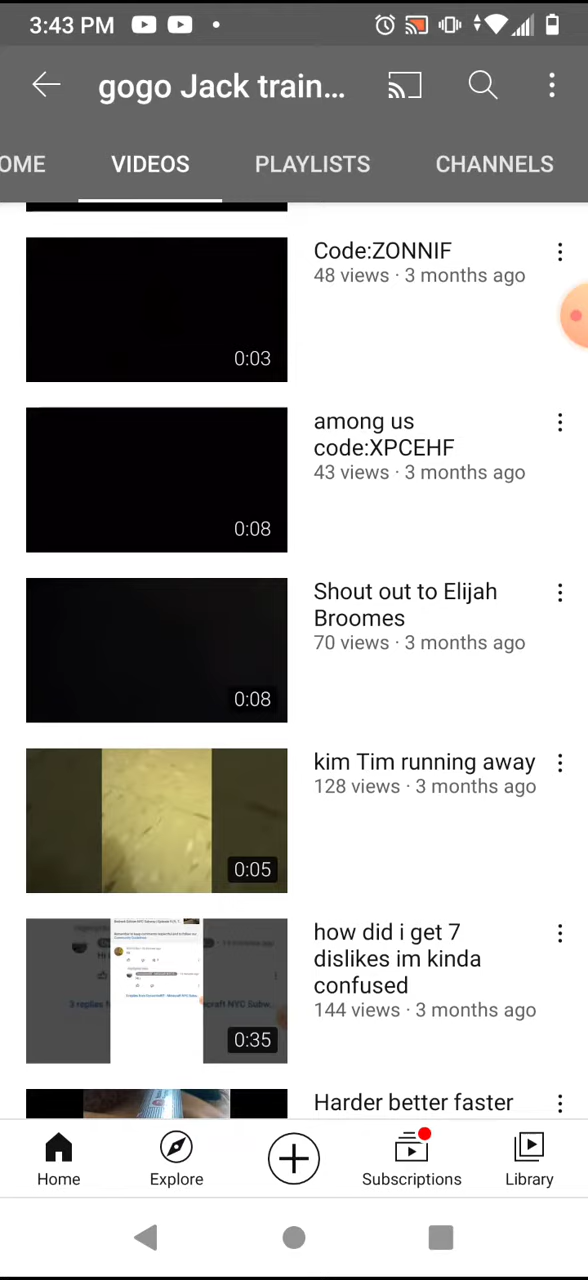 3:43 PM
gogo Jack train...
OME VIDEOS PLAYLISTS CHANNELS
Code:ZONNIF
48 views · 3 months ago
0:03
among us
code:XPCEHF
43 views · 3 months ago
0:08
Shout out to Elijah
Broomes
70 views · 3 months ago
0:08
kim Tim running away
128 views · 3 months ago
0:05
how did i get 7
dislikes im kinda
confused
144 views · 3 months ago
3 replies
0:35
Harder better faster
Home Explore Subscriptions Library